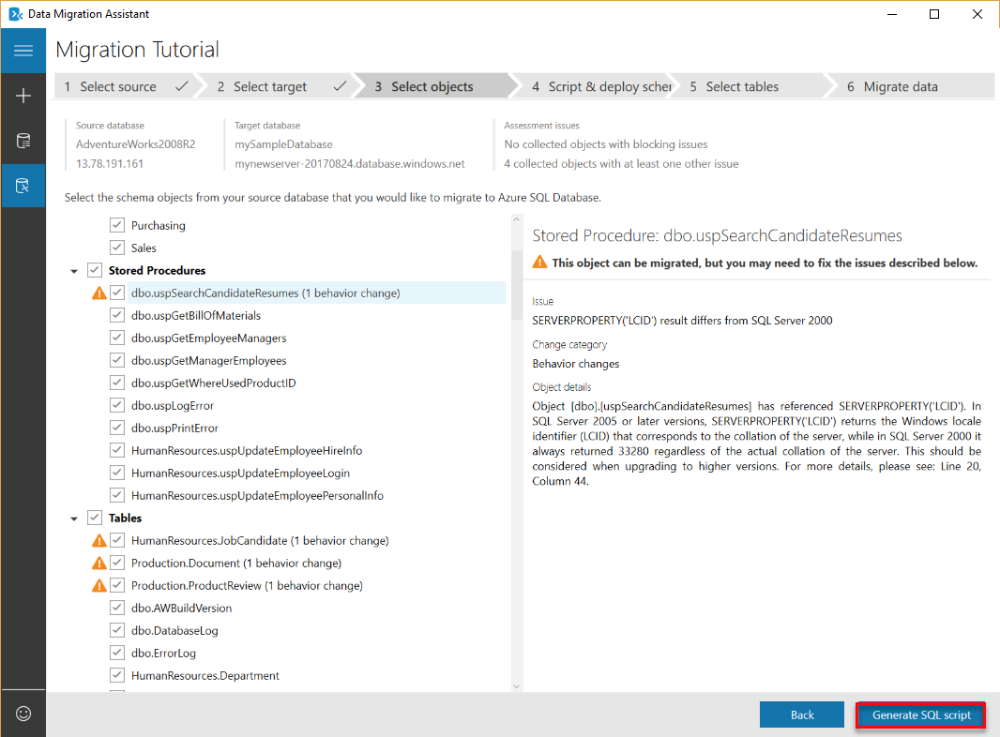 Data Migration Assistant
Migration Tutorial
1 Select source
2 Select target
3 Select objects
4 Script & deploy scher
5 Select tables
6 Migrate data
Source database
AdventureWorks2008R2
13.78.191.161
Target database
mySampleDatabase
mynewserver-20170824.database.windows.net
Assessment issues
No collected objects with blocking issues
4 collected objects with at least one other issue
Select the schema objects from your source database that you would like to migrate to Azure SQL Database.
Purchasing
Sales
Stored Procedures
dbo.uspSearchCandidateResumes (1 behavior change)
dbo.uspGetBillOfMaterials
dbo.uspGetEmployeeManagers
dbo.uspGetManagerEmployees
dbo.uspGetWhereUsedProductID
dbo.uspLogError
dbo.uspPrintError
HumanResources.uspUpdateEmployeeHireInfo
HumanResources.uspUpdateEmployeeLogin
HumanResources.uspUpdateEmployeePersonalInfo
Tables
HumanResources.JobCandidate (1 behavior change)
Production.Document (1 behavior change)
Production.ProductReview (1 behavior change)
dbo.AWBuildVersion
dbo.DatabaseLog
dbo.ErrorLog
HumanResources.Department
Stored Procedure: dbo.uspSearchCandidateResumes
This object can be migrated, but you may need to fix the issues described below.
Issue
SERVERPROPERTY('LCID') result differs from SQL Server 2000
Change category
Behavior changes
Object details
Object [dbo].[uspSearchCandidateResumes] has referenced SERVERPROPERTY('LCID'). In
SQL Server 2005 or later versions, SERVERPROPERTY('LCID') returns the Windows locale
identifier (LCID) that corresponds to the collation of the server, while in SQL Server 2000 it
always returned 33280 regardless of the actual collation of the server. This should be
considered when upgrading to higher versions. For more details, please see: Line 20,
Column 44.
Back
Generate SQL script